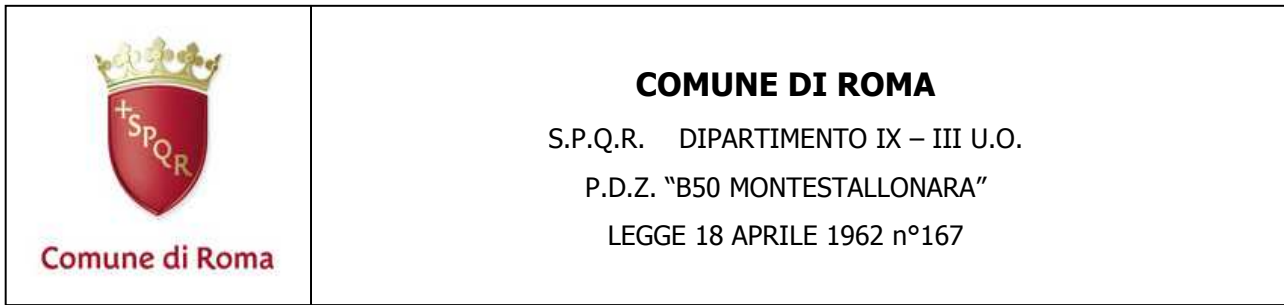 +SPQR
Comune di Roma
COMUNE DI ROMA
S.P.Q.R. DIPARTIMENTO IX – III U.O.
P.D.Z. “B50 MONTESTALLONARA”
LEGGE 18 APRILE 1962 n°167